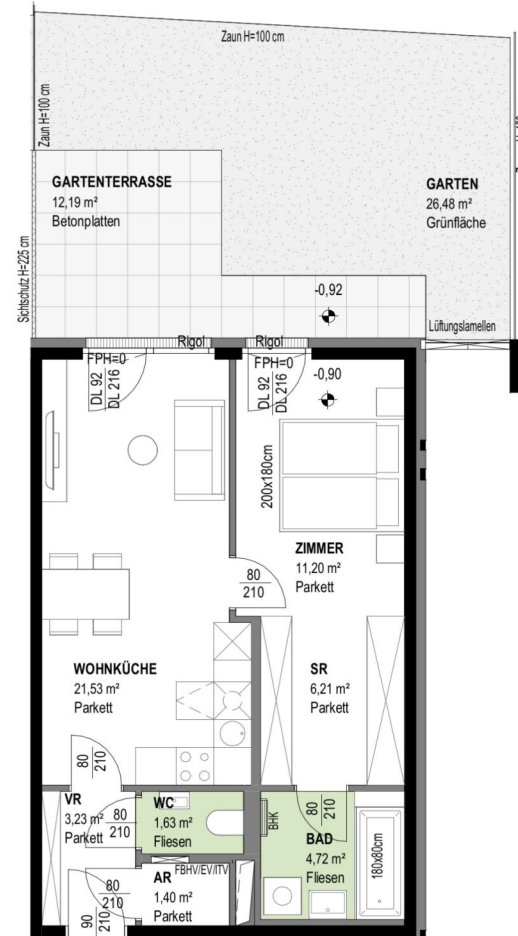 Zaun H=100 cm
Zaun H=100 cm
GARTENTERRASSE
12,19 m²
Betonplatten
GARTEN
26,48 m²
Grünfläche
Sichtschutz H=225 cm
-0,92
Lüftungslamellen
Rigol
Rigol
FPH=0
DL 92
DL 216
FPH=0
DL 92
DL 216
-0,90
200x180cm
ZIMMER
11,20 m²
Parkett
80
210
WOHNKÜCHE
21,53 m²
Parkett
SR
6,21 m²
Parkett
80
210
VR
3,23 m²
Parkett
80
210
WC
1,63 m²
Fliesen
BHK
80
210
BAD
4,72 m²
Fliesen
180x80cm
FBHV/EV/ITV
AR
1,40 m²
Parkett
80
210
90
210